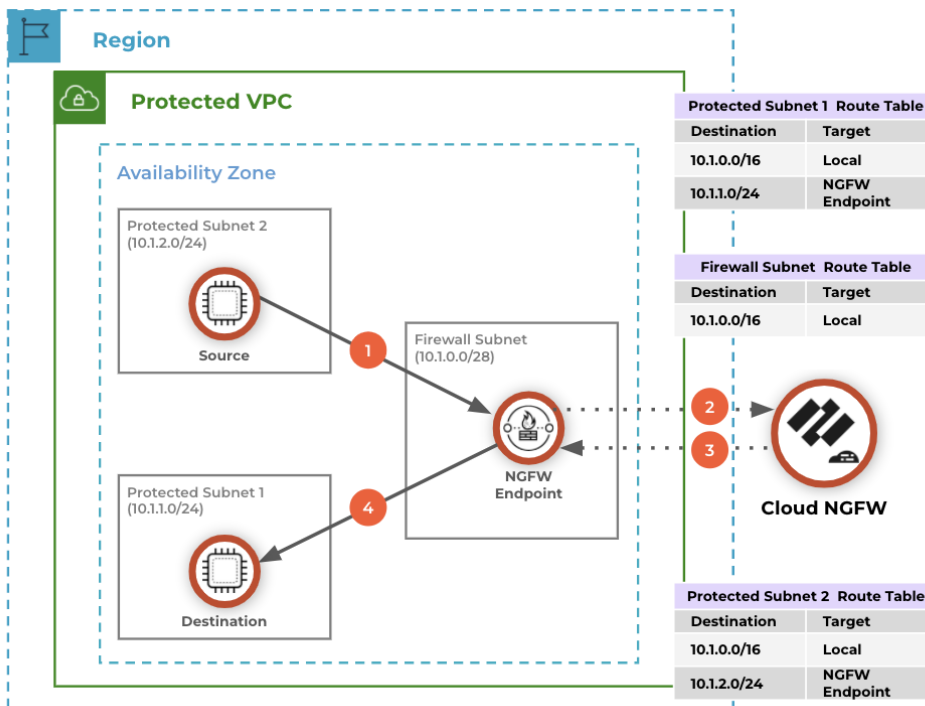 Region
Protected VPC
Availability Zone
Protected Subnet 2
(10.1.2.0/24)
Source
1
Firewall Subnet
(10.1.0.0/28)
NGFW
Endpoint
2
3
Cloud NGFW
Protected Subnet 1
(10.1.1.0/24)
4
Destination
Protected Subnet 1 Route Table
Destination Target
10.1.0.0/16 Local
10.1.1.0/24 NGFW
Endpoint
Firewall Subnet Route Table
Destination Target
10.1.0.0/16 Local
Protected Subnet 2 Route Table
Destination Target
10.1.0.0/16 Local
10.1.2.0/24 NGFW
Endpoint